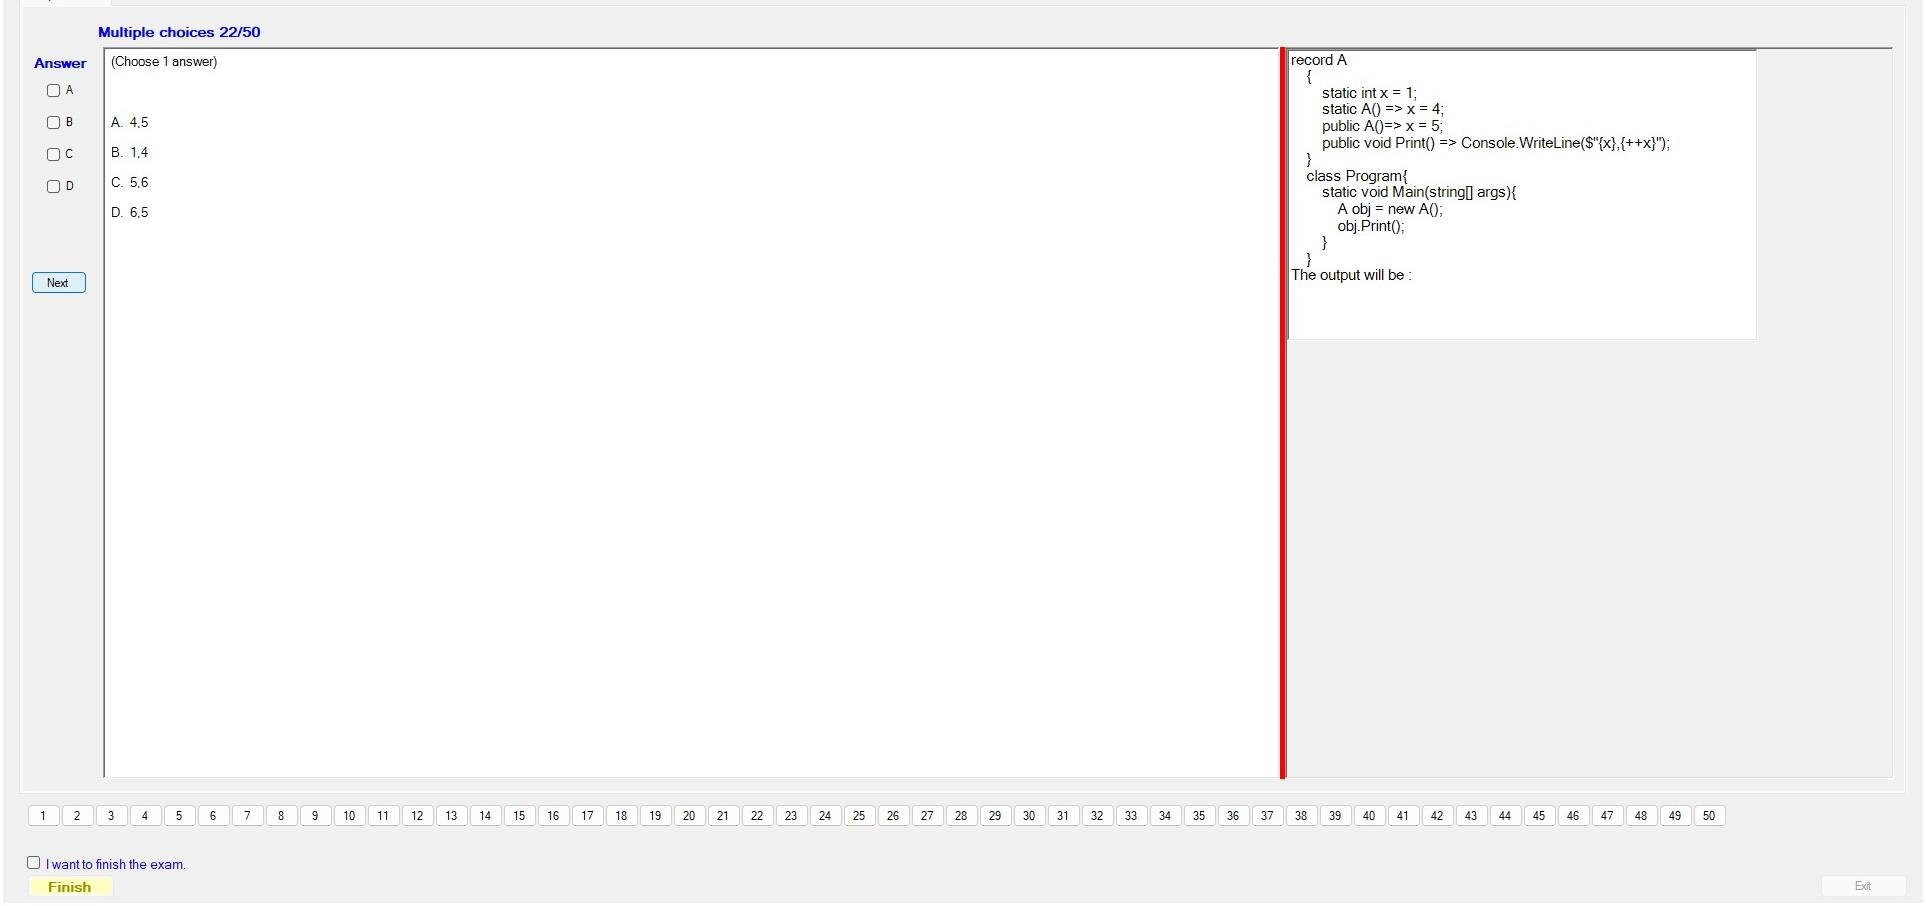 Multiple choices 22/50
Answer
(Choose 1 answer)
A
B
C
D
A. 4,5
B. 1,4
C. 5,6
D. 6,5
Next
record A
{
static int x = 1;
static A() => x = 4;
public A()=> x = 5;
public void Print() => Console.WriteLine($"{x},{++x}");
}
class Program{
static void Main(string[] args){
A obj = new A();
obj.Print();
}
}
The output will be :
1 2 3 4 5 6 7 8 9 10 11 12 13 14 15 16 17 18 19 20 21 22 23 24 25 26 27 28 29 30 31 32 33 34 35 36 37 38 39 40 41 42 43 44 45 46 47 48 49 50
I want to finish the exam.
Finish
Exit